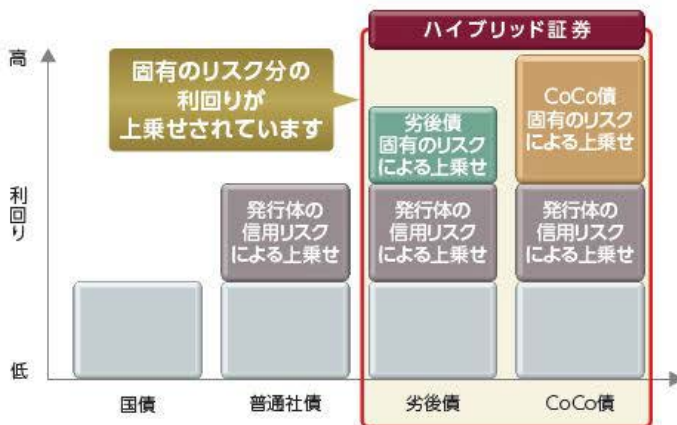 ハイブリッド証券
高
固有のリスク分の
利回りが
上乗せされています
CoCo債
固有のリスク
による上乗せ
劣後債
固有のリスク
による上乗せ
利回り
発行体の
信用リスク
による上乗せ
発行体の
信用リスク
による上乗せ
発行体の
信用リスク
による上乗せ
低
国債
普通社債
劣後債
CoCo債